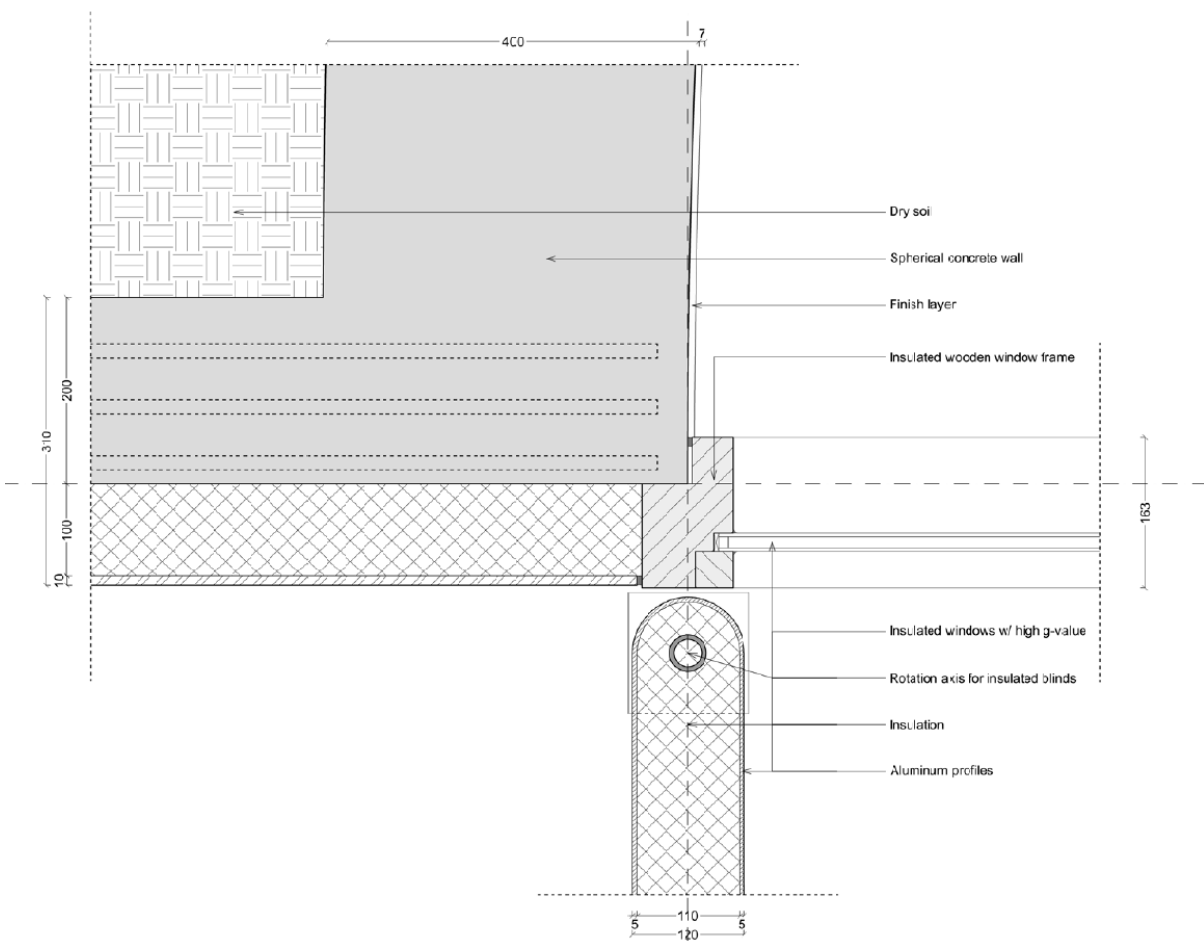 400
7
Dry soil
Spherical concrete wall
Finish layer
Insulated wooden window frame
310
200
100
10
163
Insulated windows w/ high g-value
Rotation axis for insulated blinds
Insulation
Aluminum profiles
5
110
5
120